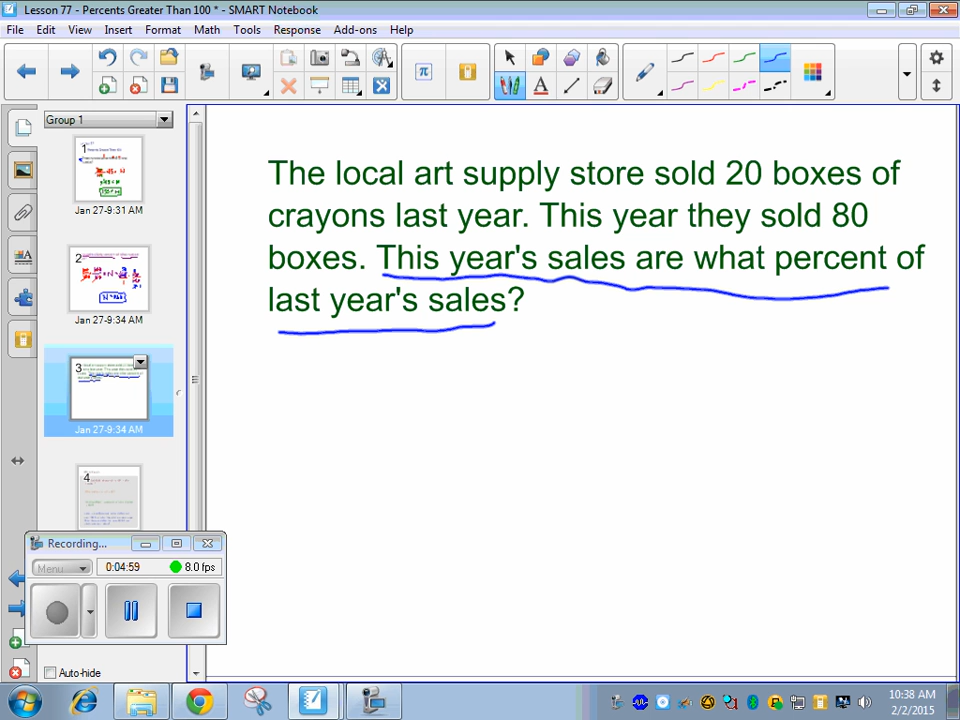 Lesson 77 - Percents Greater Than 100 * - SMART Notebook
File Edit View Insert Format Math Tools Response Add-ons Help
Group 1
1
Jan 27-9:31 AM
2
Jan 27-9:34 AM
3
Jan 27-9:34 AM
4
The local art supply store sold 20 boxes of
crayons last year. This year they sold 80
boxes. This year's sales are what percent of
last year's sales?
Recording...
Menu
0:04:59
8.0 fps
Auto-hide
10:38 AM
2/2/2015